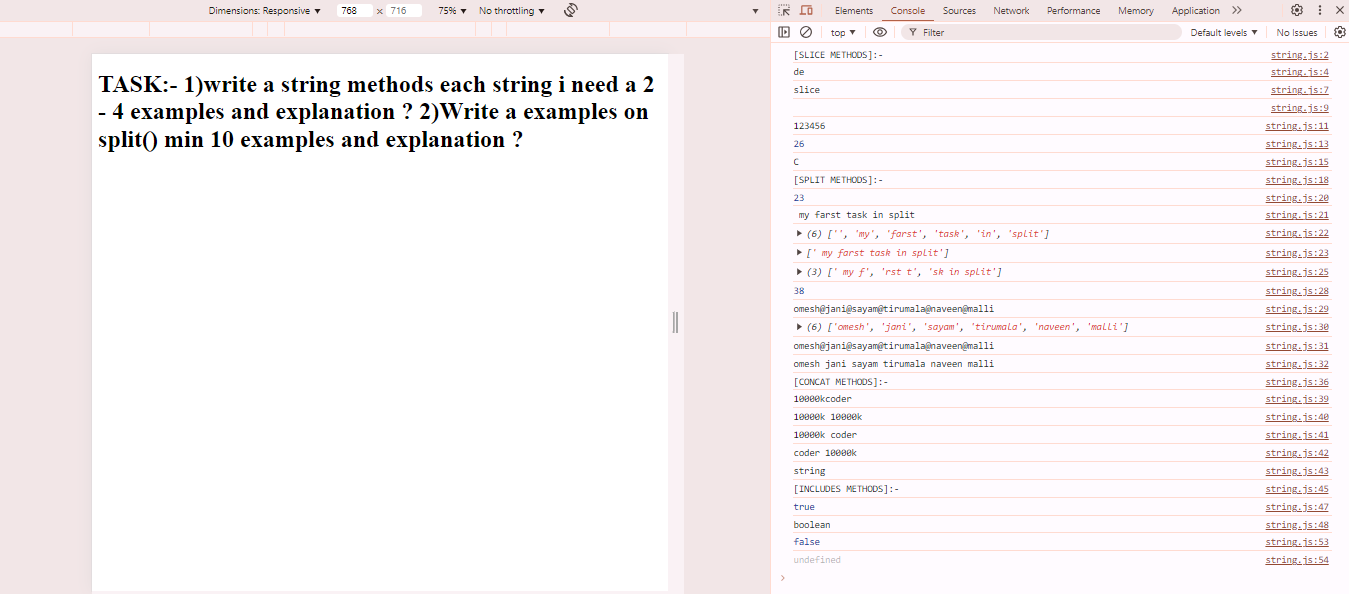 Dimensions: Responsive ▼ 768 × 716 75% ▼ No throttling ▼
Elements Console Sources Network Performance Memory Application
top ▼ Filter Default levels ▼ No Issues
TASK:- 1)write a string methods each string i need a 2
- 4 examples and explanation ? 2)Write a examples on
split() min 10 examples and explanation ?
[SLICE METHODS]:- string.js:2
de string.js:4
slice string.js:7
string.js:9
123456 string.js:11
26 string.js:13
C string.js:15
[SPLIT METHODS]:- string.js:18
23 string.js:20
my farst task in split string.js:21
▶ (6) ['', 'my', 'farst', 'task', 'in', 'split'] string.js:22
▶ [' my farst task in split'] string.js:23
▶ (3) [' my f', 'rst t', 'sk in split'] string.js:25
38 string.js:28
omesh@jani@sayam@tirumala@naveen@malli string.js:29
▶ (6) ['omesh', 'jani', 'sayam', 'tirumala', 'naveen', 'malli'] string.js:30
omesh@jani@sayam@tirumala@naveen@malli string.js:31
omesh jani sayam tirumala naveen malli string.js:32
[CONCAT METHODS]:- string.js:36
10000kcoder string.js:39
10000k 10000k string.js:40
10000k coder string.js:41
coder 10000k string.js:42
string string.js:43
[INCLUDES METHODS]:- string.js:45
true string.js:47
boolean string.js:48
false string.js:53
undefined string.js:54